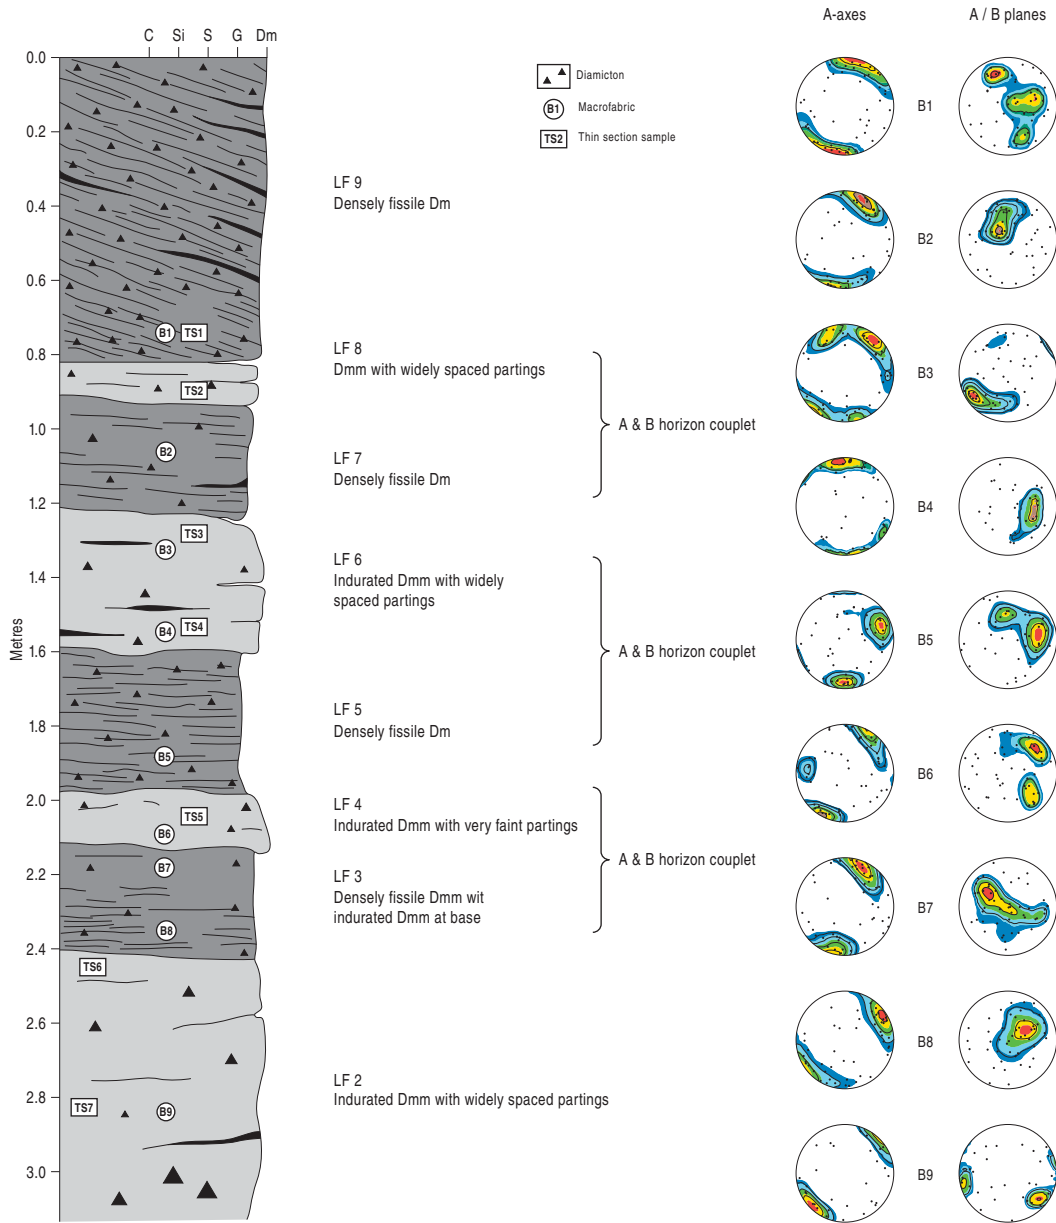 A-axes
A / B planes
C Si S G Dm
0.0
0.2
0.4
0.6
0.8
1.0
1.2
1.4
1.6
1.8
2.0
2.2
2.4
2.6
2.8
3.0
Metres
B1 TS1
TS2
B2
TS3
B3
TS4
B4
B5
TS5
B6
B7
B8
TS6
TS7
B9
Diamicton
B1 Macrofabric
TS2 Thin section sample
LF 9
Densely fissile Dm
LF 8
Dmm with widely spaced partings
A & B horizon couplet
LF 7
Densely fissile Dm
LF 6
Indurated Dmm with widely
spaced partings
A & B horizon couplet
LF 5
Densely fissile Dm
LF 4
Indurated Dmm with very faint partings
A & B horizon couplet
LF 3
Densely fissile Dmm wit
indurated Dmm at base
LF 2
Indurated Dmm with widely spaced partings
B1
B2
B3
B4
B5
B6
B7
B8
B9